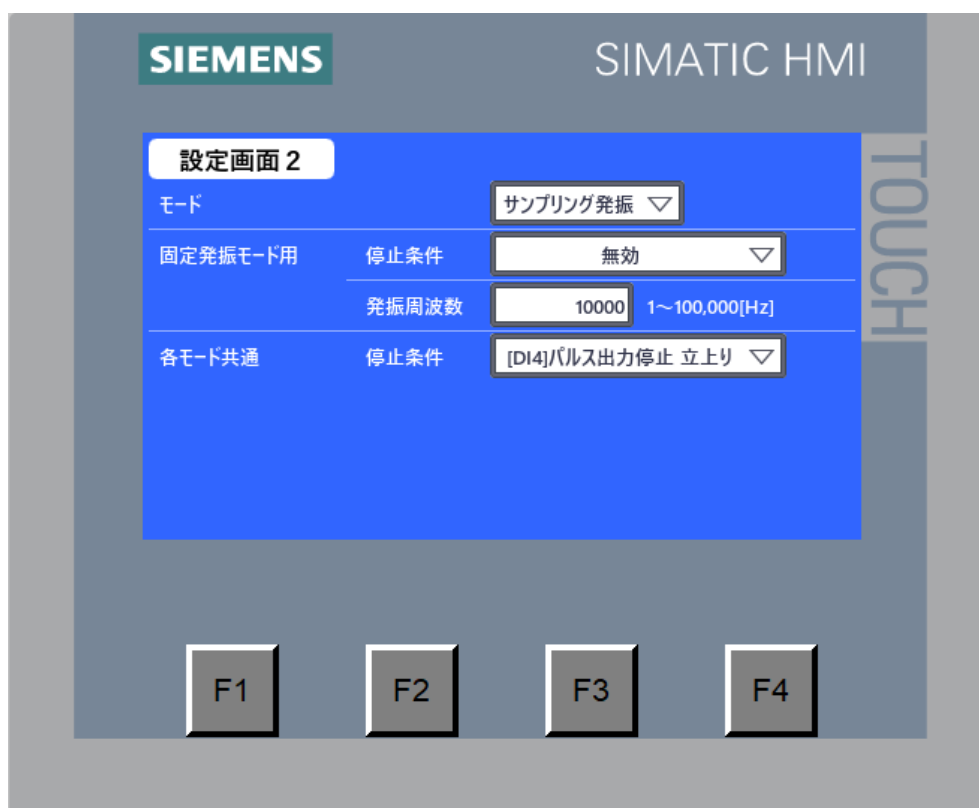 SIEMENS
SIMATIC HMI
TOUCH
設定画面２
モード
サンプリング発振 ▽
固定発振モード用
停止条件
無効 ▽
発振周波数
10000
1～100,000[Hz]
各モード共通
停止条件
[DI4]パルス出力停止 立上り ▽
F1
F2
F3
F4